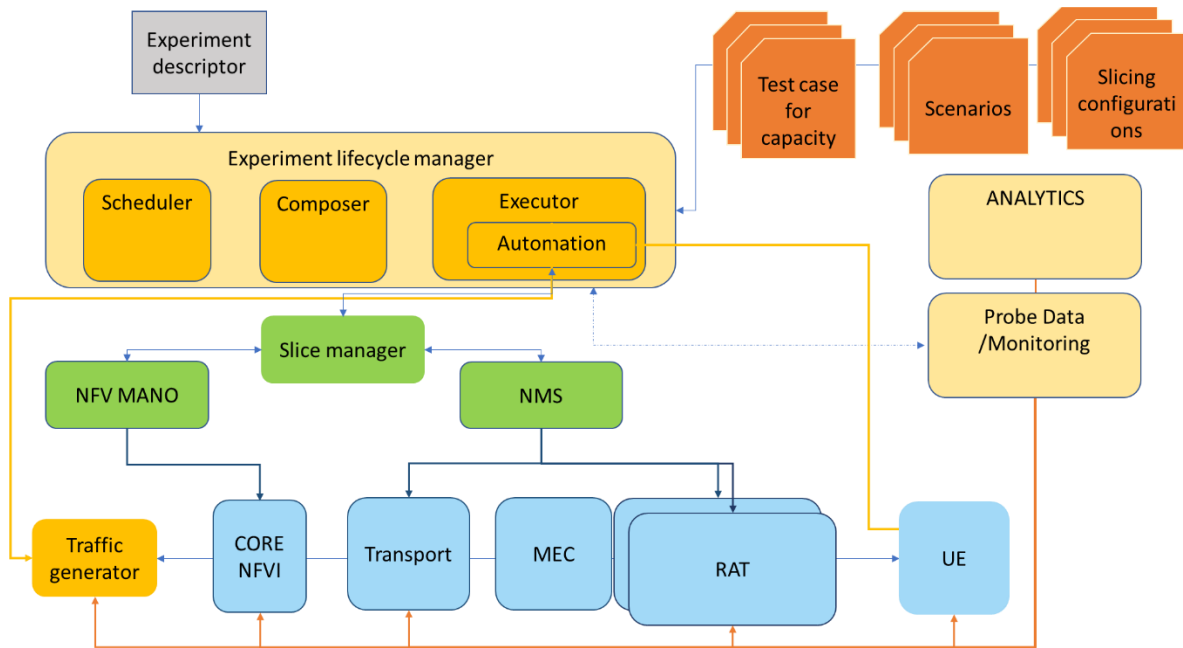 Experiment
descriptor
Test case
for
capacity
Scenarios
Slicing
configurati
ons
Experiment lifecycle manager
Scheduler
Composer
Executor
Automation
ANALYTICS
Probe Data
/Monitoring
Slice manager
NFV MANO
NMS
Traffic
generator
CORE
NFVI
Transport
MEC
RAT
UE